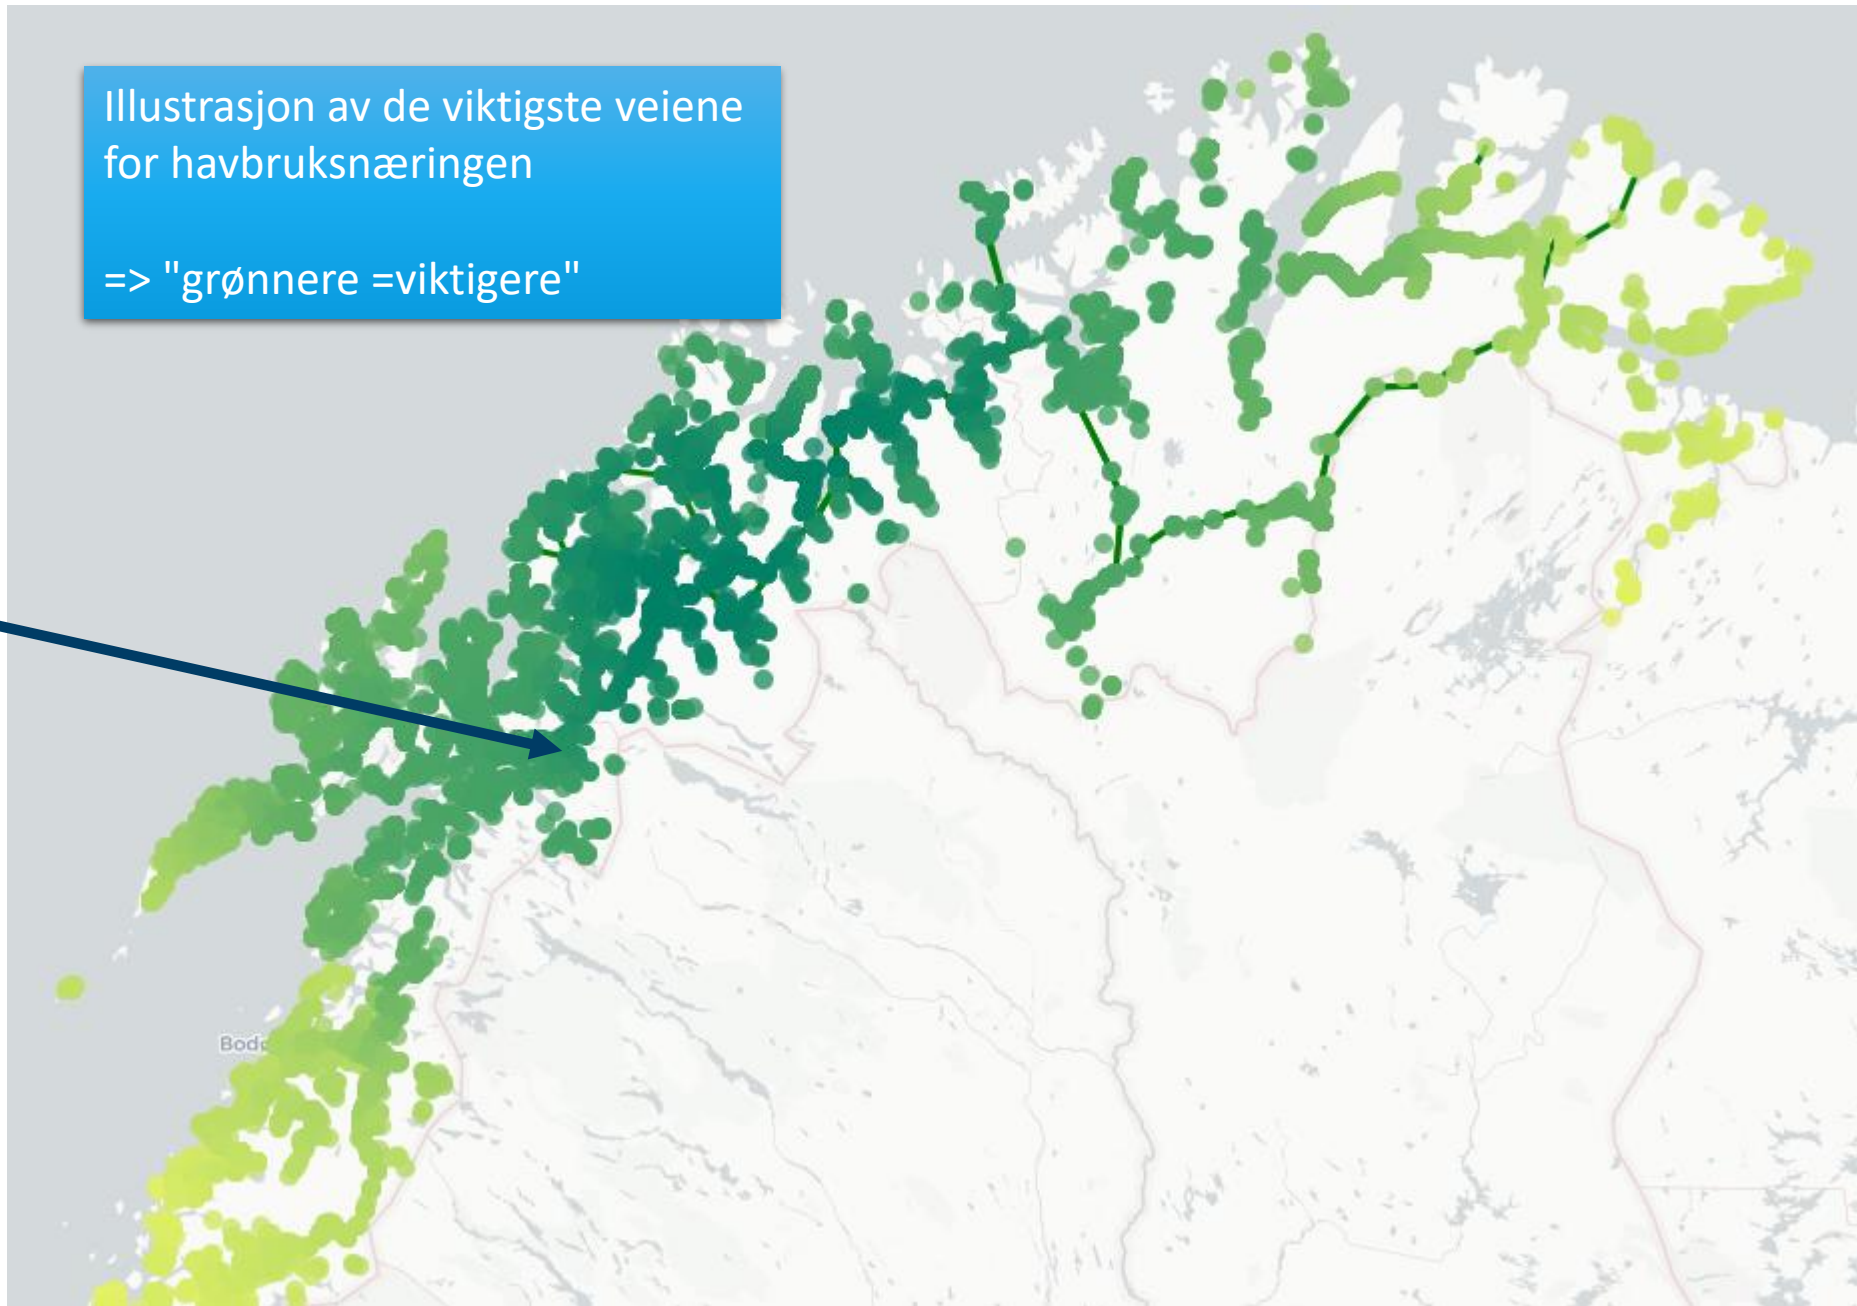 Illustrasjon av de viktigste veiene
for havbruksnæringen
=> "grønnere =viktigere"